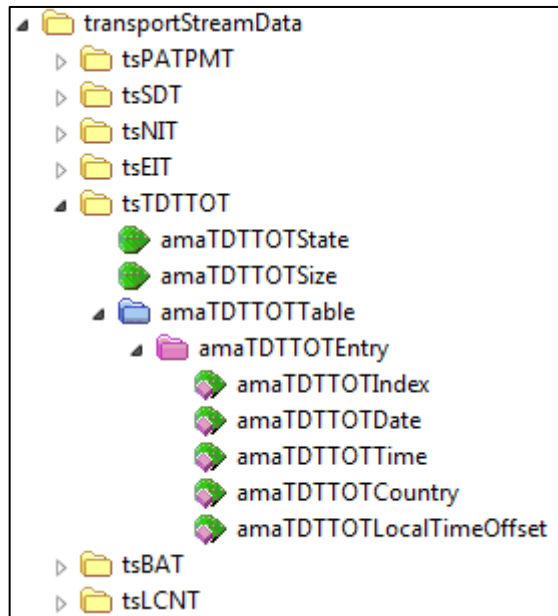 transportStreamData
tsPATPMT
tsSDT
tsNIT
tsEIT
tsTDTTOT
amaTDTTOTState
amaTDTTOTSize
amaTDTTOTTable
amaTDTTOTEntry
amaTDTTOTIndex
amaTDTTOTDate
amaTDTTOTTime
amaTDTTOTCountry
amaTDTTOTLocalTimeOffset
tsBAT
tsLCNT